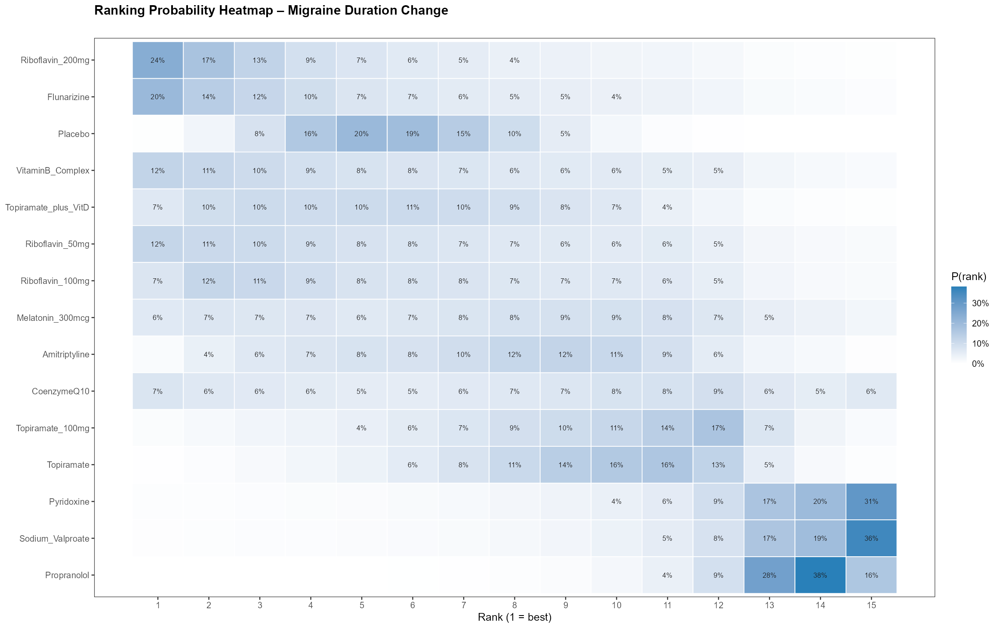 Ranking Probability Heatmap – Migraine Duration Change
Riboflavin_200mg 24% 17% 13% 9% 7% 6% 5% 4%
Flunarizine 20% 14% 12% 10% 7% 7% 6% 5% 5% 4%
Placebo 8% 16% 20% 19% 15% 10% 5%
VitaminB_Complex 12% 11% 10% 9% 8% 8% 7% 6% 6% 6% 5% 5%
Topiramate_plus_VitD 7% 10% 10% 10% 10% 11% 10% 9% 8% 7% 4%
Riboflavin_50mg 12% 11% 10% 9% 8% 8% 7% 7% 6% 6% 6% 5%
Riboflavin_100mg 7% 12% 11% 9% 8% 8% 8% 7% 7% 7% 6% 5%
Melatonin_300mcg 6% 7% 7% 7% 6% 7% 8% 8% 9% 9% 8% 7% 5%
Amitriptyline 4% 6% 7% 8% 8% 10% 12% 12% 11% 9% 6%
CoenzymeQ10 7% 6% 6% 6% 5% 5% 6% 7% 7% 8% 8% 9% 6% 5% 6%
Topiramate_100mg 4% 6% 7% 9% 10% 11% 14% 17% 7%
Topiramate 6% 8% 11% 14% 16% 16% 13% 5%
Pyridoxine 4% 6% 9% 17% 20% 31%
Sodium_Valproate 5% 8% 17% 19% 36%
Propranolol 4% 9% 28% 38% 16%
1 2 3 4 5 6 7 8 9 10 11 12 13 14 15
Rank (1 = best)
P(rank)
30%
20%
10%
0%